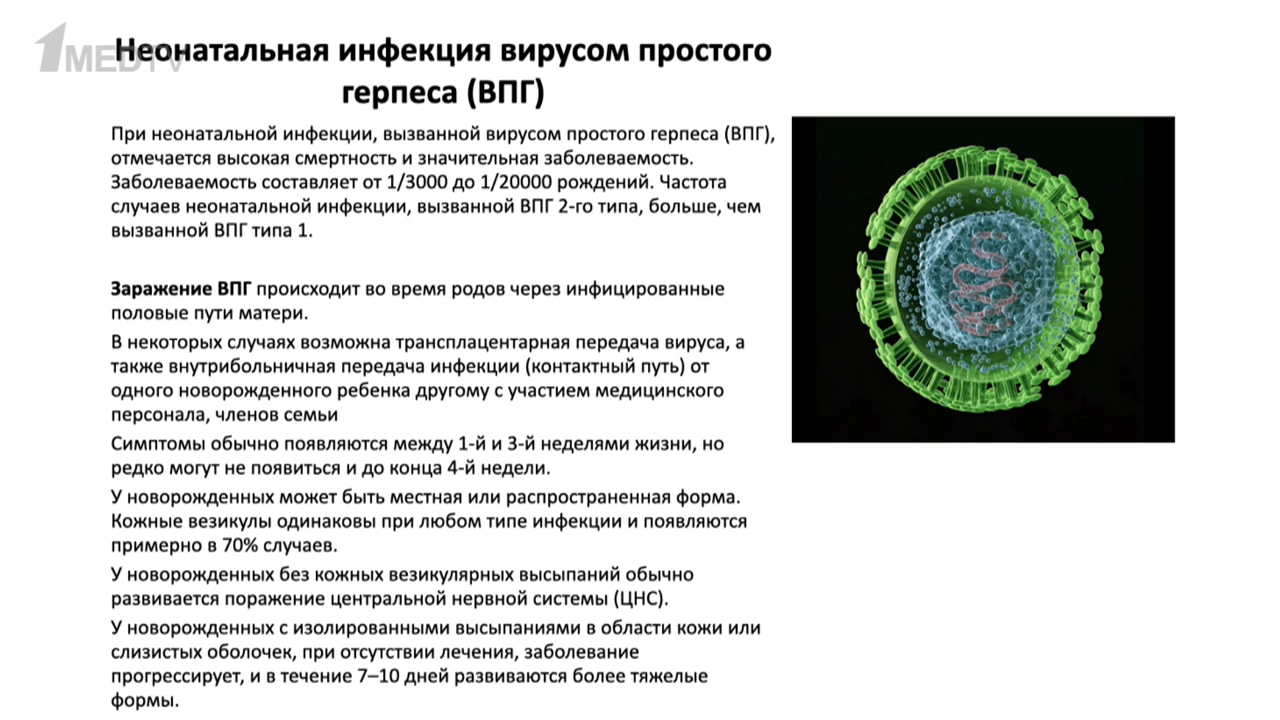 1MEDTV
Неонатальная инфекция вирусом простого
герпеса (ВПГ)
При неонатальной инфекции, вызванной вирусом простого герпеса (ВПГ),
отмечается высокая смертность и значительная заболеваемость.
Заболеваемость составляет от 1/3000 до 1/20000 рождений. Частота
случаев неонатальной инфекции, вызванной ВПГ 2-го типа, больше, чем
вызванной ВПГ типа 1.
Заражение ВПГ происходит во время родов через инфицированные
половые пути матери.
В некоторых случаях возможна трансплацентарная передача вируса, а
также внутрибольничная передача инфекции (контактный путь) от
одного новорожденного ребенка другому с участием медицинского
персонала, членов семьи
Симптомы обычно появляются между 1-й и 3-й неделями жизни, но
редко могут не появиться и до конца 4-й недели.
У новорожденных может быть местная или распространенная форма.
Кожные везикулы одинаковы при любом типе инфекции и появляются
примерно в 70% случаев.
У новорожденных без кожных везикулярных высыпаний обычно
развивается поражение центральной нервной системы (ЦНС).
У новорожденных с изолированными высыпаниями в области кожи или
слизистых оболочек, при отсутствии лечения, заболевание
прогрессирует, и в течение 7–10 дней развиваются более тяжелые
формы.